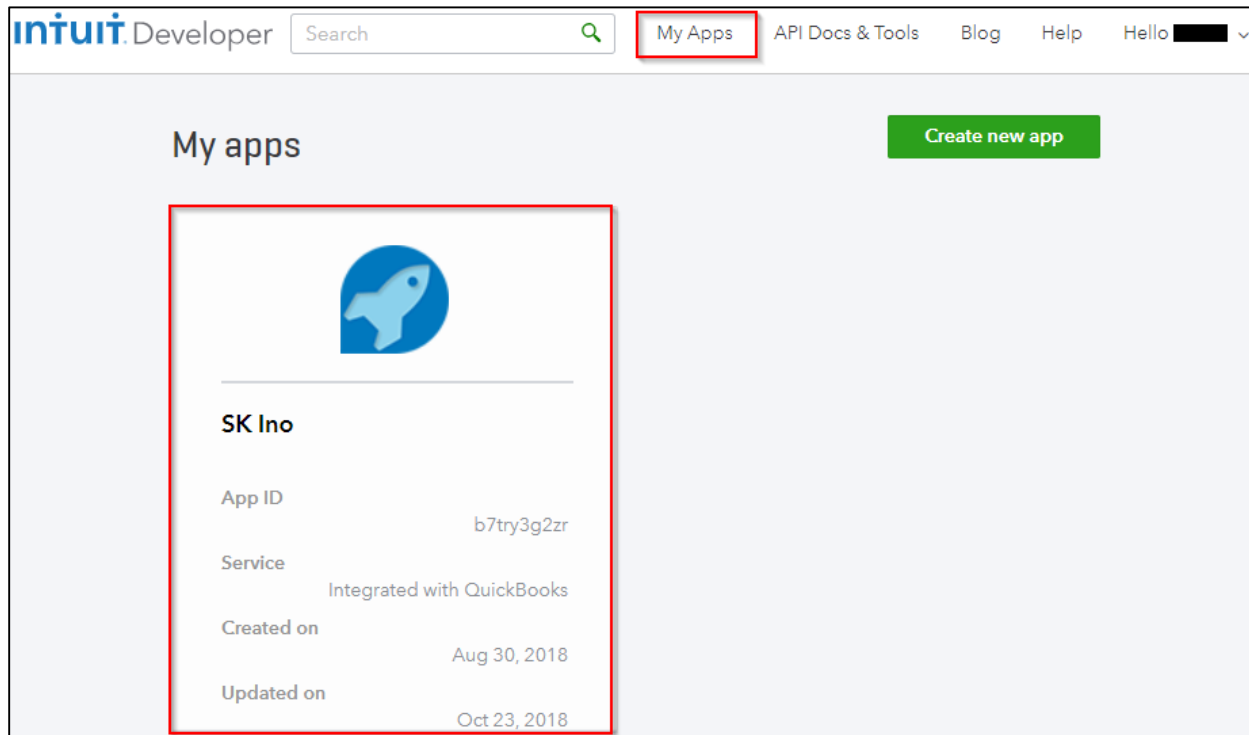 ıntuıt Developer Search My Apps API Docs & Tools Blog Help Hello
My apps
Create new app
SK Ino
App ID
b7try3g2zr
Service
Integrated with QuickBooks
Created on
Aug 30, 2018
Updated on
Oct 23, 2018